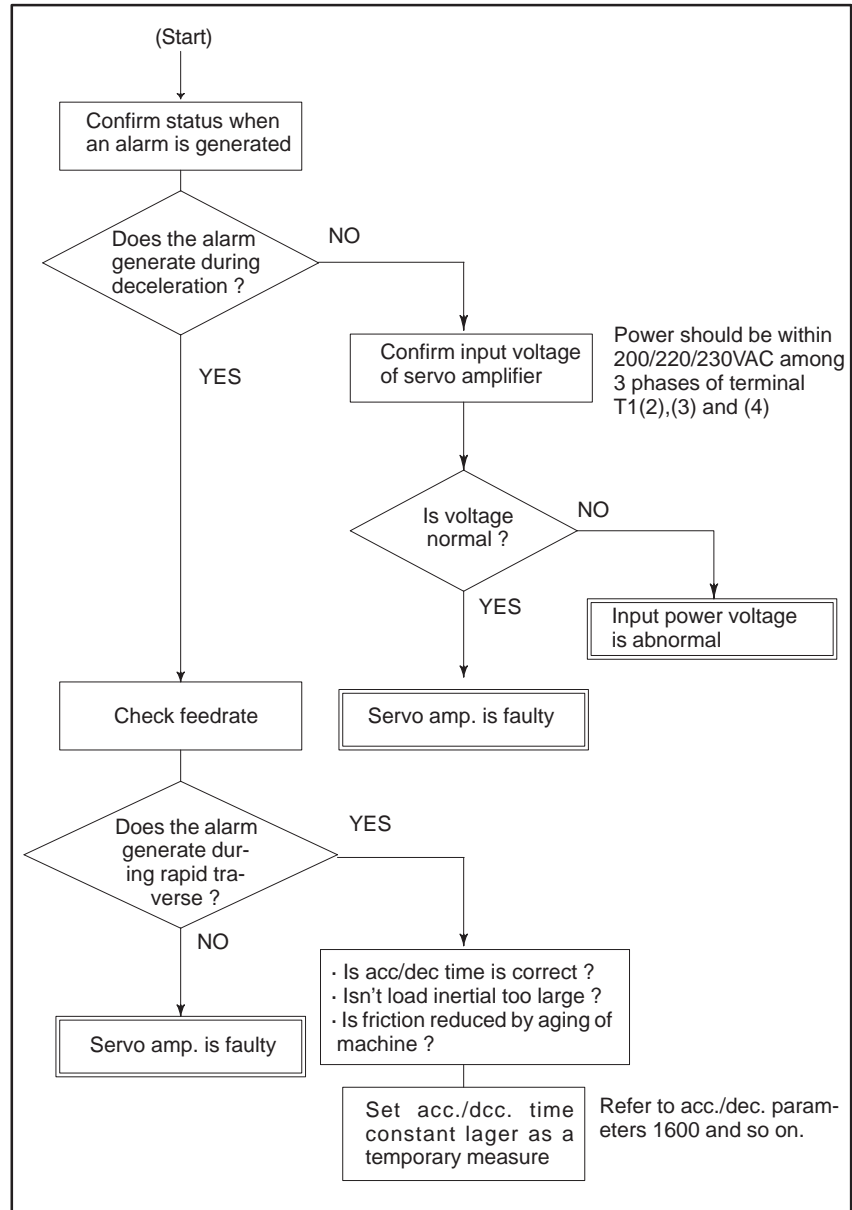 (Start)
Confirm status when
an alarm is generated
Does the alarm
generate during
deceleration ?
NO
YES
Confirm input voltage
of servo amplifier
Power should be within
200/220/230VAC among
3 phases of terminal
T1(2),(3) and (4)
Is voltage
normal ?
NO
YES
Input power voltage
is abnormal
Servo amp. is faulty
Check feedrate
Does the alarm
generate dur-
ing rapid tra-
verse ?
YES
NO
Servo amp. is faulty
· Is acc/dec time is correct ?
· Isn't load inertial too large ?
· Is friction reduced by aging of
machine ?
Set acc./dcc. time
constant lager as a
temporary measure
Refer to acc./dec. param-
eters 1600 and so on.